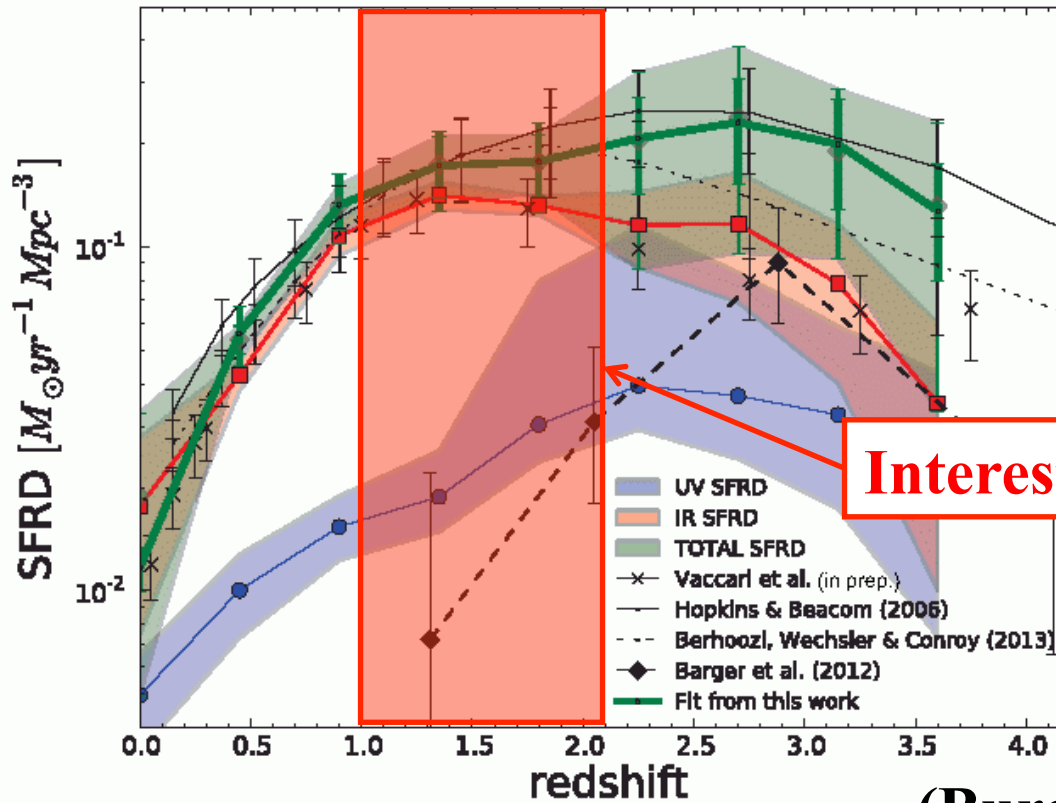 SFRD [M⊙yr−1 Mpc−3]
10−1
10−2
Interes
UV SFRD
IR SFRD
TOTAL SFRD
Vaccari et al. (in prep.)
Hopkins & Beacom (2006)
Berhoozi, Wechsler & Conroy (2013)
Barger et al. (2012)
Fit from this work
0.0 0.5 1.0 1.5 2.0 2.5 3.0 3.5 4.0
redshift